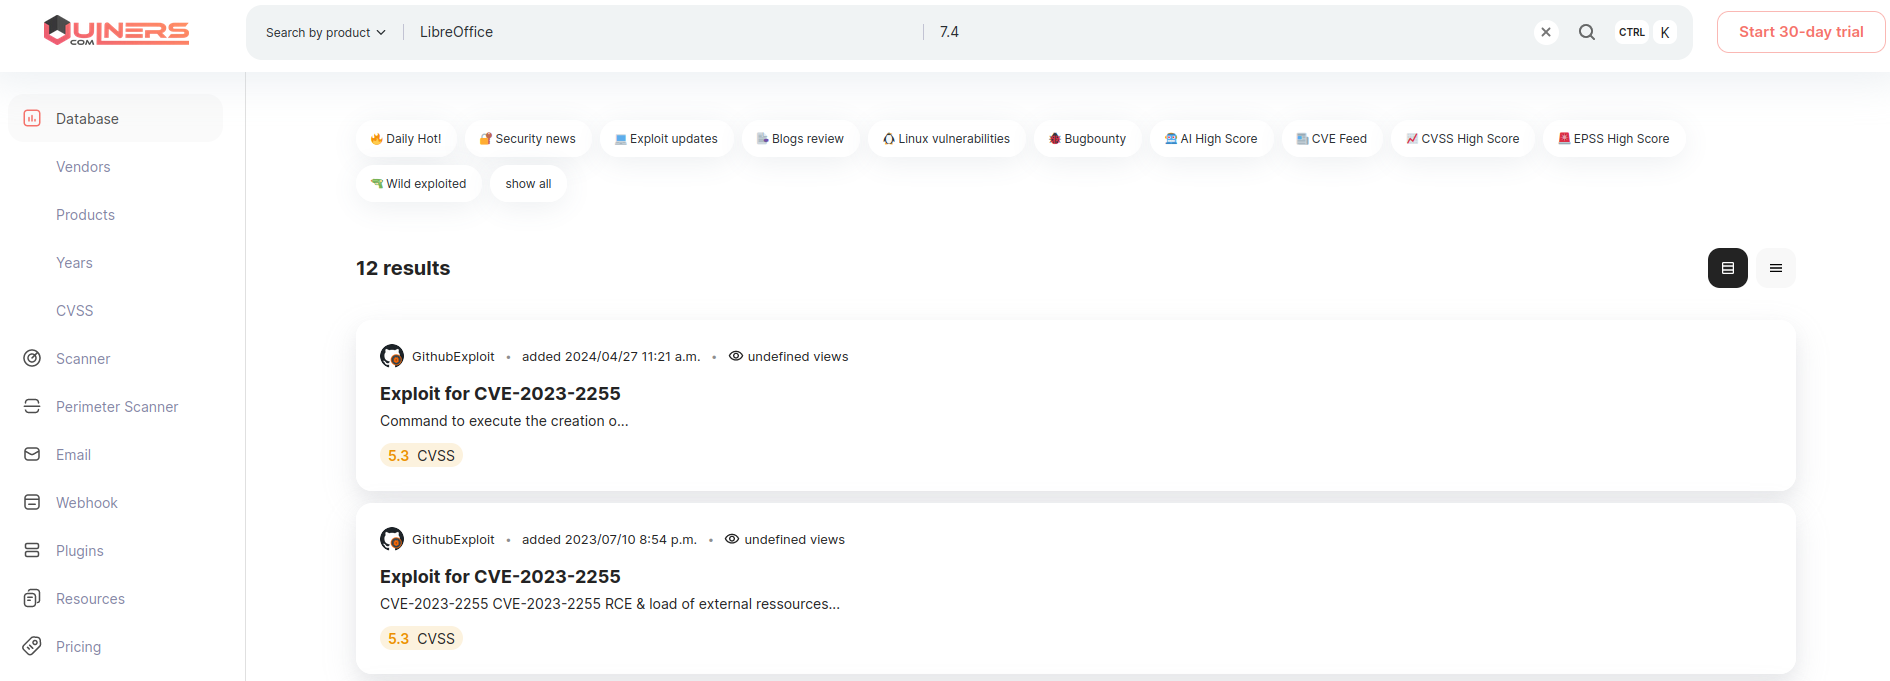 VULNERS
.COM
Search by product
LibreOffice
7.4
CTRL
K
Start 30-day trial
Database
Vendors
Products
Years
CVSS
Scanner
Perimeter Scanner
Email
Webhook
Plugins
Resources
Pricing
Daily Hot!
Security news
Exploit updates
Blogs review
Linux vulnerabilities
Bugbounty
AI High Score
CVE Feed
CVSS High Score
EPSS High Score
Wild exploited
show all
12 results
GithubExploit • added 2024/04/27 11:21 a.m. • undefined views
Exploit for CVE-2023-2255
Command to execute the creation o...
5.3 CVSS
GithubExploit • added 2023/07/10 8:54 p.m. • undefined views
Exploit for CVE-2023-2255
CVE-2023-2255 CVE-2023-2255 RCE & load of external ressources...
5.3 CVSS